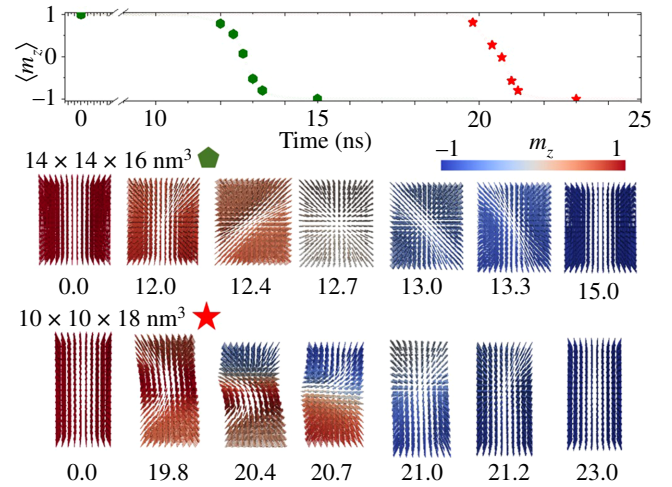 1
0
−1
⟨m_z⟩
0 10 15 20 25
Time (ns)
14 × 14 × 16 nm³
−1 m_z 1
0.0 12.0 12.4 12.7 13.0 13.3 15.0
10 × 10 × 18 nm³
0.0 19.8 20.4 20.7 21.0 21.2 23.0